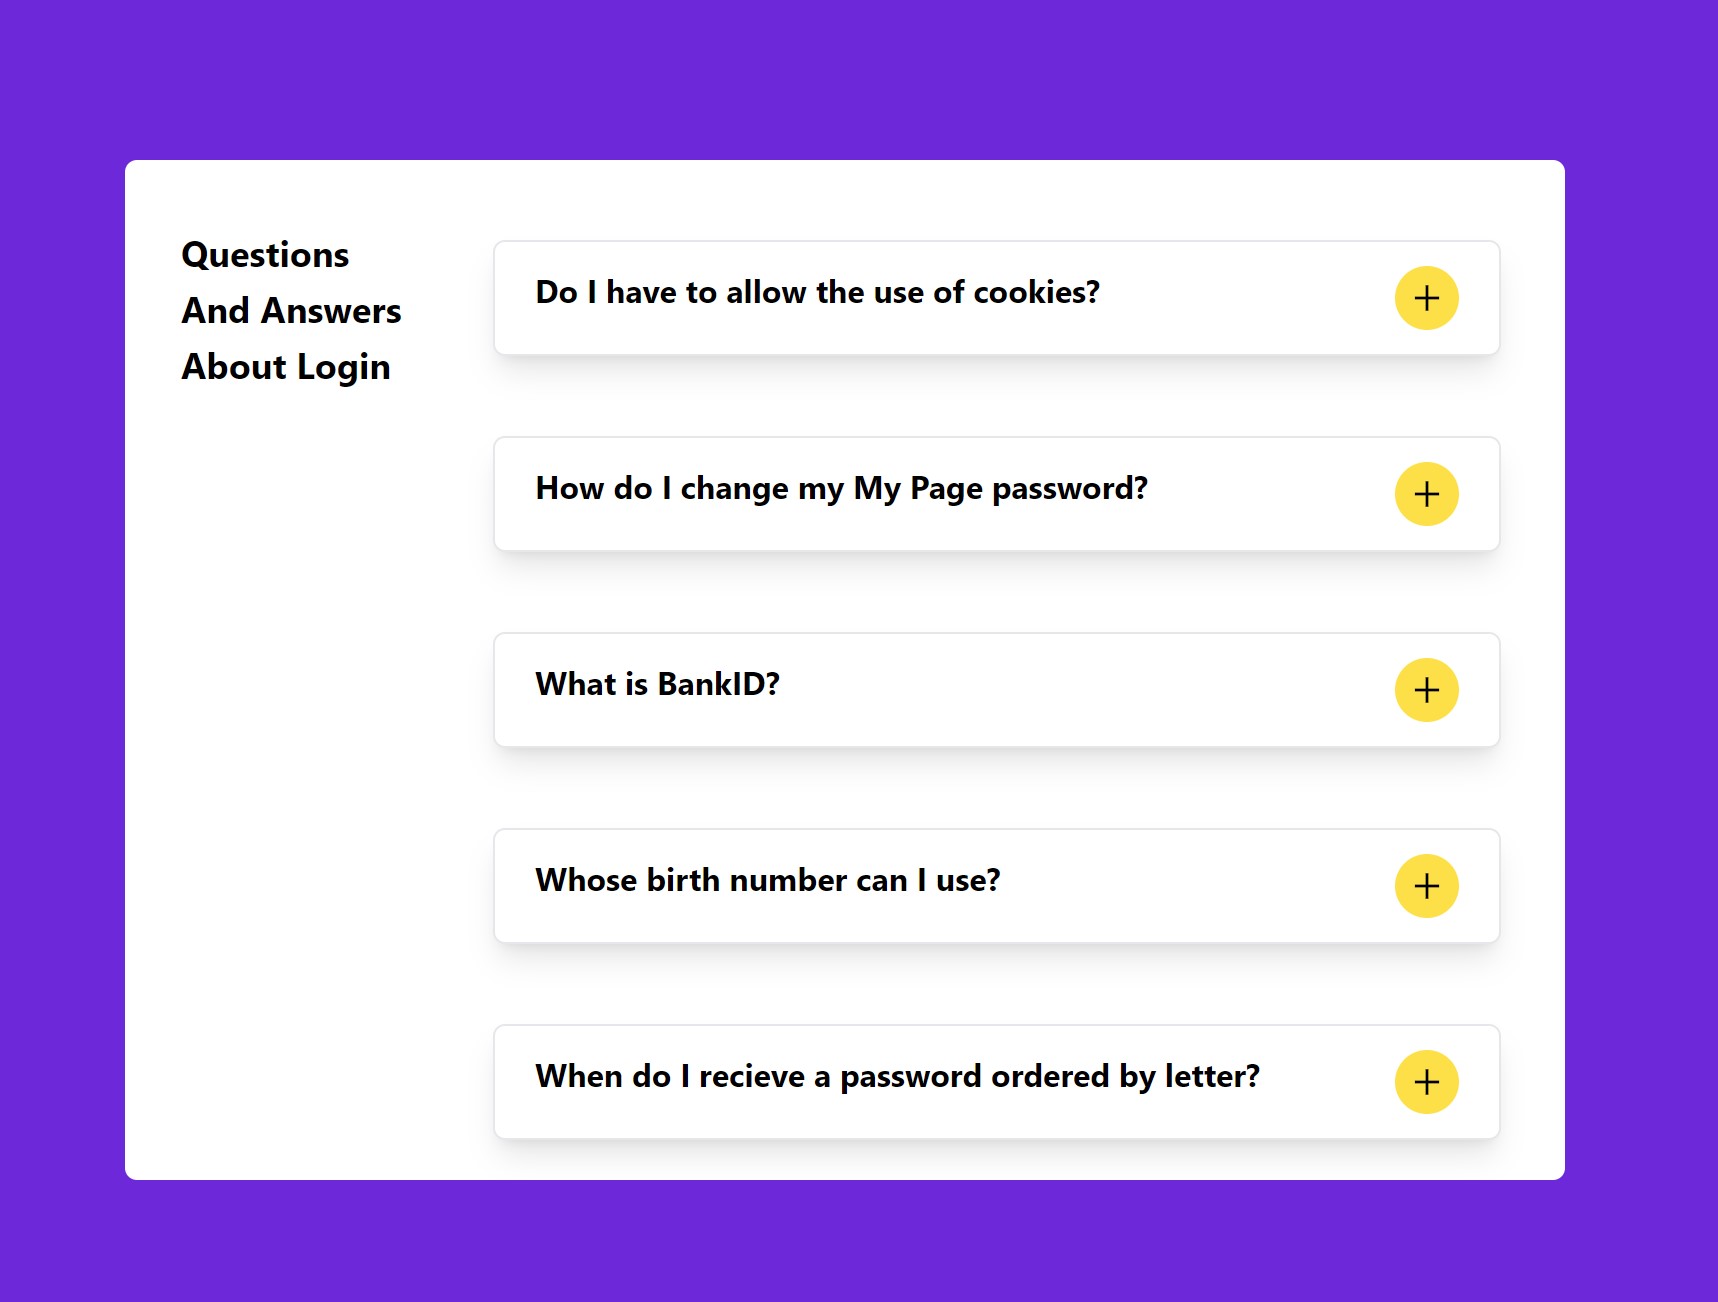 Questions
And Answers
About Login
Do I have to allow the use of cookies?
How do I change my My Page password?
What is BankID?
Whose birth number can I use?
When do I recieve a password ordered by letter?